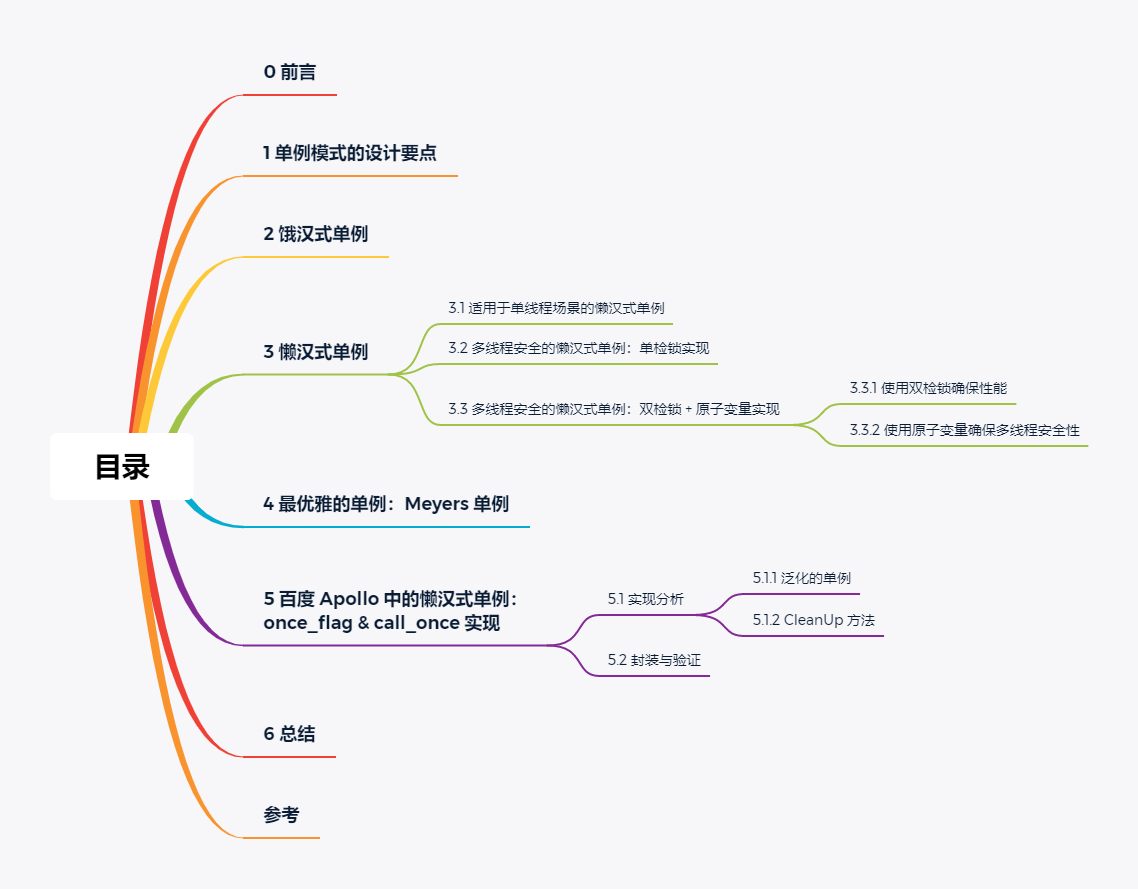 目录
0 前言
1 单例模式的设计要点
2 饿汉式单例
3 懒汉式单例
3.1 适用于单线程场景的懒汉式单例
3.2 多线程安全的懒汉式单例：单检锁实现
3.3 多线程安全的懒汉式单例：双检锁 + 原子变量实现
3.3.1 使用双检锁确保性能
3.3.2 使用原子变量确保多线程安全性
4 最优雅的单例：Meyers 单例
5 百度 Apollo 中的懒汉式单例：
once_flag & call_once 实现
5.1 实现分析
5.1.1 泛化的单例
5.1.2 CleanUp 方法
5.2 封装与验证
6 总结
参考